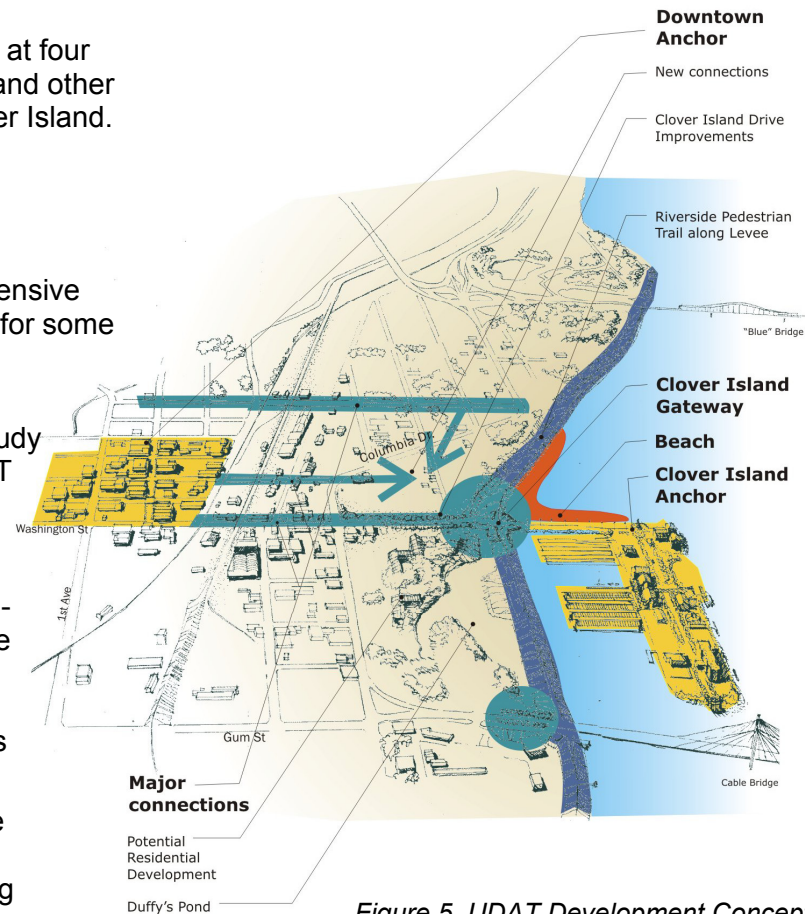 at four
and other
er Island.
ensive
for some
udy
T
-
e
s
e
g
Downtown
Anchor
New connections
Clover Island Drive
Improvements
Riverside Pedestrian
Trail along Levee
"Blue" Bridge
Clover Island
Gateway
Beach
Clover Island
Anchor
Columbia Dr.
Washington St
1st Ave
Gum St
Cable Bridge
Major
connections
Potential
Residential
Development
Duffy's Pond
Figure 5. UDAT Development Concep